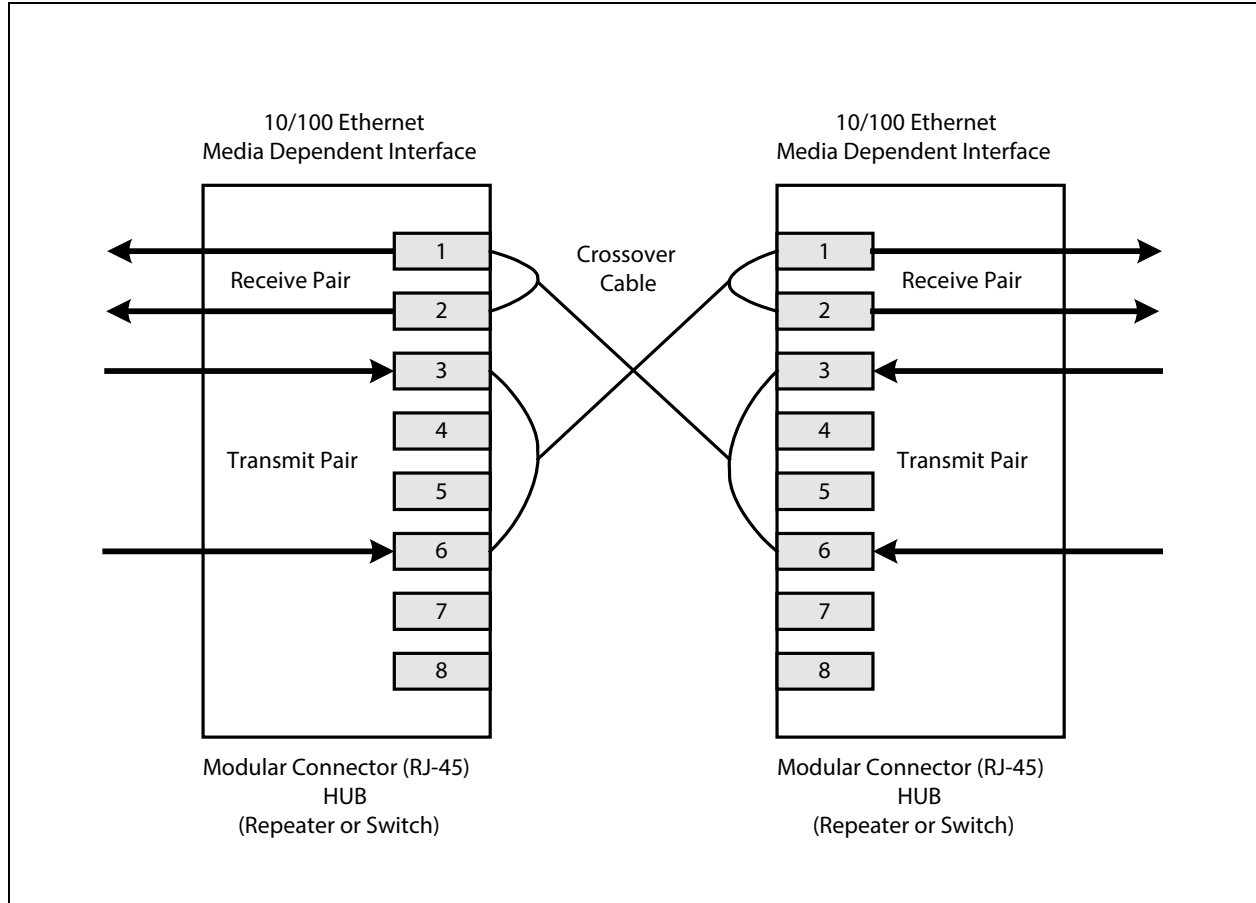 10/100 Ethernet
Media Dependent Interface
10/100 Ethernet
Media Dependent Interface
1
Receive Pair
2
3
4
Transmit Pair
5
6
7
8
Crossover
Cable
1
Receive Pair
2
3
4
Transmit Pair
5
6
7
8
Modular Connector (RJ-45)
HUB
(Repeater or Switch)
Modular Connector (RJ-45)
HUB
(Repeater or Switch)